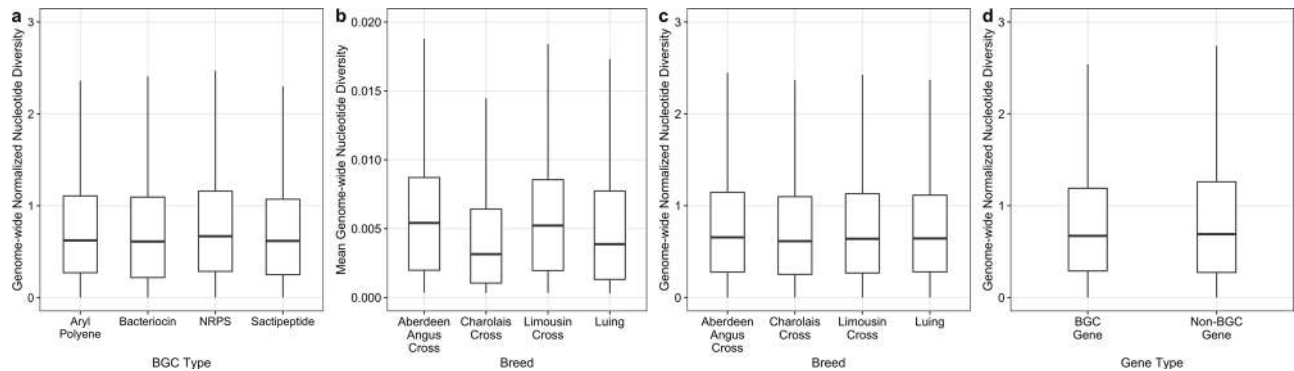 a
Genome-wide Normalized Nucleotide Diversity
3
2
1
0
Aryl
Polyene
Bacteriocin
NRPS
Sactipeptide
BGC Type
b
Mean Genome-wide Nucleotide Diversity
0.020
0.015
0.010
0.005
0.000
Aberdeen
Angus
Cross
Charolais
Cross
Limousin
Cross
Luing
Breed
c
Genome-wide Normalized Nucleotide Diversity
3
2
1
0
Aberdeen
Angus
Cross
Charolais
Cross
Limousin
Cross
Luing
Breed
d
Genome-wide Normalized Nucleotide Diversity
3
2
1
0
BGC
Gene
Non-BGC
Gene
Gene Type